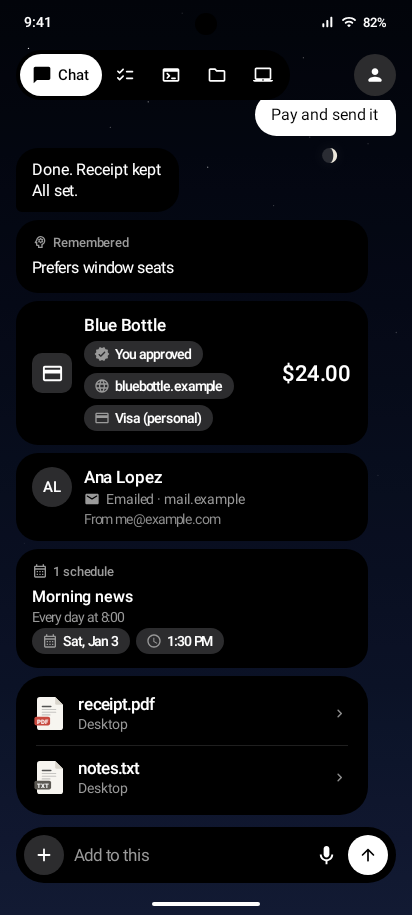 9:41
82%
Chat
Pay and send it
Done. Receipt kept
All set.
Remembered
Prefers window seats
Blue Bottle
You approved
bluebottle.example
Visa (personal)
$24.00
AL
Ana Lopez
Emailed · mail.example
From me@example.com
1 schedule
Morning news
Every day at 8:00
Sat, Jan 3
1:30 PM
PDF
receipt.pdf
Desktop
TXT
notes.txt
Desktop
Add to this